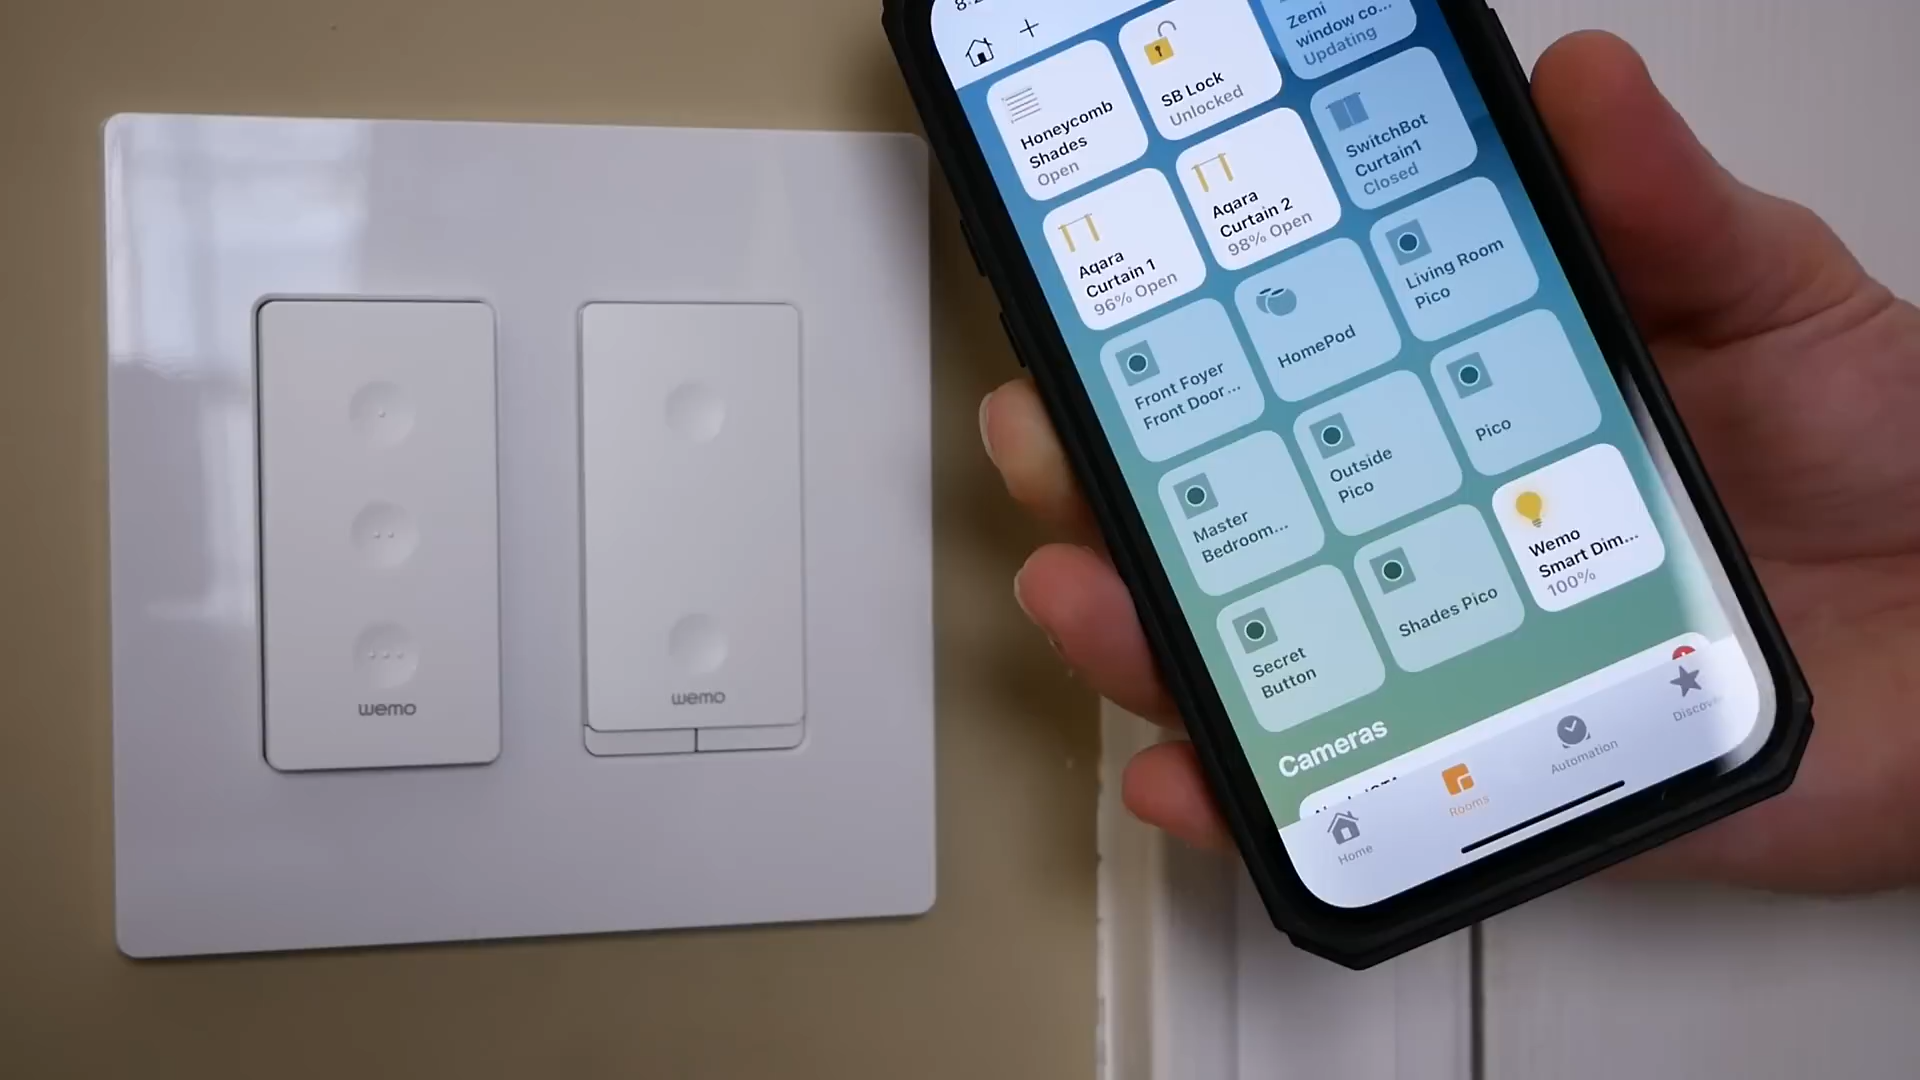 Honeycomb
Shades
Open
SB Lock
Unlocked
Zemi
window co...
Updating
Aqara
Curtain 1
96% Open
Aqara
Curtain 2
98% Open
SwitchBot
Curtain1
Closed
Front Foyer
Front Door...
HomePod
Living Room
Pico
Master
Bedroom...
Outside
Pico
Pico
Secret
Button
Shades Pico
Wemo
Smart Dim...
100%
Cameras
Home
Rooms
Automation
Discover
wemo
wemo